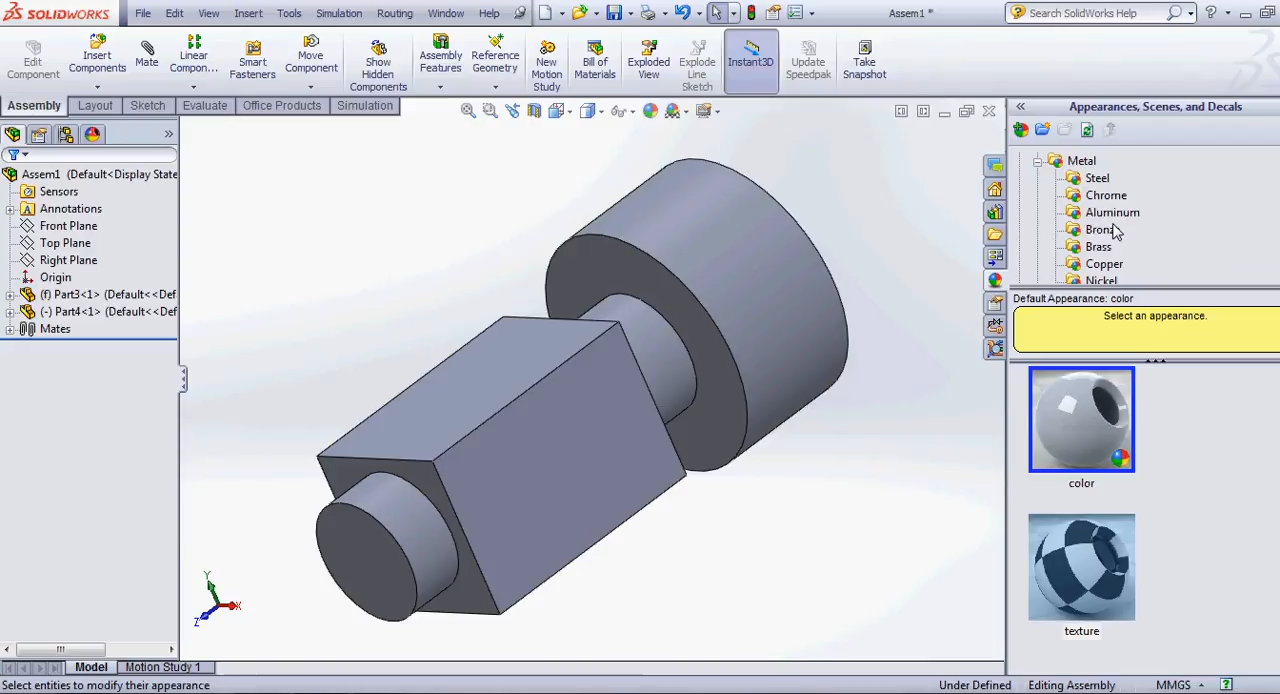 SOLIDWORKS File Edit View Insert Tools Simulation Routing Window Help Assem1 * Search SolidWorks Help
Edit Component
Insert Components
Mate
Linear Compon...
Smart Fasteners
Move Component
Show Hidden Components
Assembly Features
Reference Geometry
New Motion Study
Bill of Materials
Exploded View
Explode Line Sketch
Instant3D
Update Speedpak
Take Snapshot
Assembly Layout Sketch Evaluate Office Products Simulation
Assem1 (Default<Display State
Sensors
Annotations
Front Plane
Top Plane
Right Plane
Origin
(f) Part3<1> (Default<<Def
(-) Part4<1> (Default<<Def
Mates
Y
X
Z
Appearances, Scenes, and Decals
Metal
Steel
Chrome
Aluminum
Bronz
Brass
Copper
Nickel
Default Appearance: color
Select an appearance.
color
texture
Model Motion Study 1
Select entities to modify their appearance Under Defined Editing Assembly MMGS